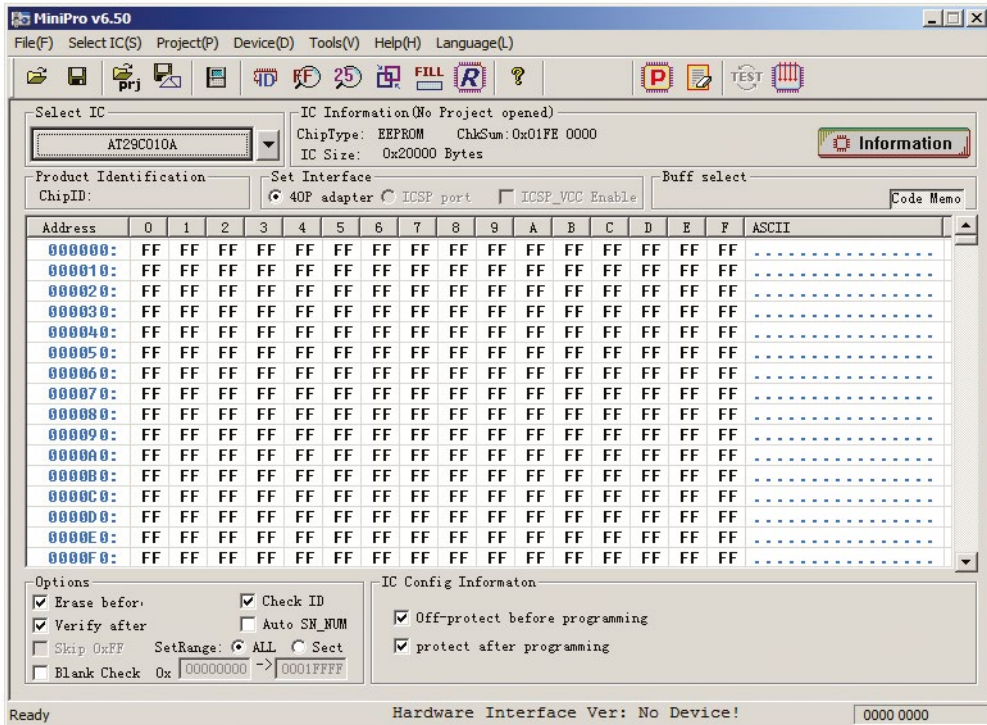 MiniPro v6.50
File(F) Select IC(S) Project(P) Device(D) Tools(V) Help(H) Language(L)
prj ID FF 25 FILL R ? P TEST
Select IC
AT29C010A
IC Information(No Project opened)
ChipType: EEPROM ChkSum:0x01FE 0000
IC Size: 0x20000 Bytes
Information
Product Identification
ChipID:
Set Interface
40P adapter ICSP port ICSP_VCC Enable
Buff select
Code Memo
Address 0 1 2 3 4 5 6 7 8 9 A B C D E F ASCII
000000: FF FF FF FF FF FF FF FF FF FF FF FF FF FF FF FF ................
000010: FF FF FF FF FF FF FF FF FF FF FF FF FF FF FF FF ................
000020: FF FF FF FF FF FF FF FF FF FF FF FF FF FF FF FF ................
000030: FF FF FF FF FF FF FF FF FF FF FF FF FF FF FF FF ................
000040: FF FF FF FF FF FF FF FF FF FF FF FF FF FF FF FF ................
000050: FF FF FF FF FF FF FF FF FF FF FF FF FF FF FF FF ................
000060: FF FF FF FF FF FF FF FF FF FF FF FF FF FF FF FF ................
000070: FF FF FF FF FF FF FF FF FF FF FF FF FF FF FF FF ................
000080: FF FF FF FF FF FF FF FF FF FF FF FF FF FF FF FF ................
000090: FF FF FF FF FF FF FF FF FF FF FF FF FF FF FF FF ................
0000A0: FF FF FF FF FF FF FF FF FF FF FF FF FF FF FF FF ................
0000B0: FF FF FF FF FF FF FF FF FF FF FF FF FF FF FF FF ................
0000C0: FF FF FF FF FF FF FF FF FF FF FF FF FF FF FF FF ................
0000D0: FF FF FF FF FF FF FF FF FF FF FF FF FF FF FF FF ................
0000E0: FF FF FF FF FF FF FF FF FF FF FF FF FF FF FF FF ................
0000F0: FF FF FF FF FF FF FF FF FF FF FF FF FF FF FF FF ................
Options
Erase befor Check ID
Verify after Auto SN_NUM
Skip 0xFF SetRange: ALL Sect
Blank Check 0x 00000000 -> 0001FFFF
IC Config Informaton
Off-protect before programming
protect after programming
Ready Hardware Interface Ver: No Device! 0000 0000